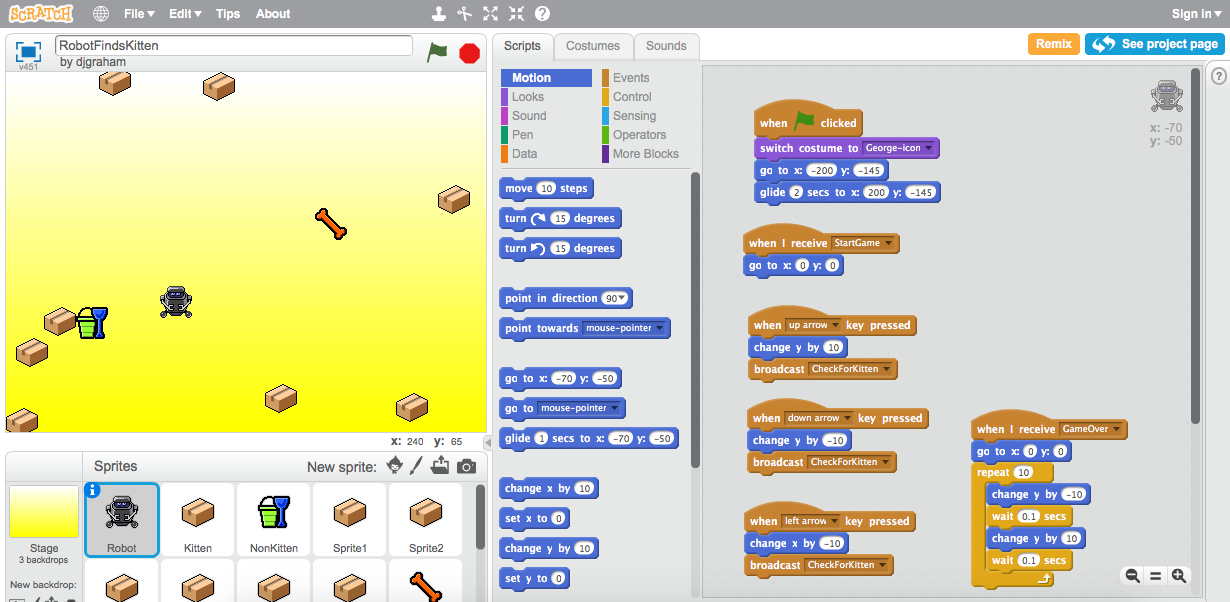 SCRATCH File▼ Edit▼ Tips About Sign in▼
v451
RobotFindsKitten
by djgraham
Scripts Costumes Sounds
Remix See project page
Motion Events
Looks Control
Sound Sensing
Pen Operators
Data More Blocks
move 10 steps
turn 15 degrees
turn 15 degrees
point in direction 90▼
point towards mouse-pointer
go to x: -70 y: -50
go to mouse-pointer
glide 1 secs to x: -70 y: -50
change x by 10
set x to 0
change y by 10
set y to 0
x: -70
y: -50
when clicked
switch costume to George-icon
go to x: -200 y: -145
glide 2 secs to x: 200 y: -145
when I receive StartGame
go to x: 0 y: 0
when up arrow key pressed
change y by 10
broadcast CheckForKitten
when down arrow key pressed
change y by -10
broadcast CheckForKitten
when left arrow key pressed
change x by -10
broadcast CheckForKitten
when I receive GameOver
go to x: 0 y: 0
repeat 10
change y by -10
wait 0.1 secs
change y by 10
wait 0.1 secs
x: 240 y: 65
Sprites New sprite:
Stage
3 backdrops
New backdrop:
Robot Kitten NonKitten Sprite1 Sprite2